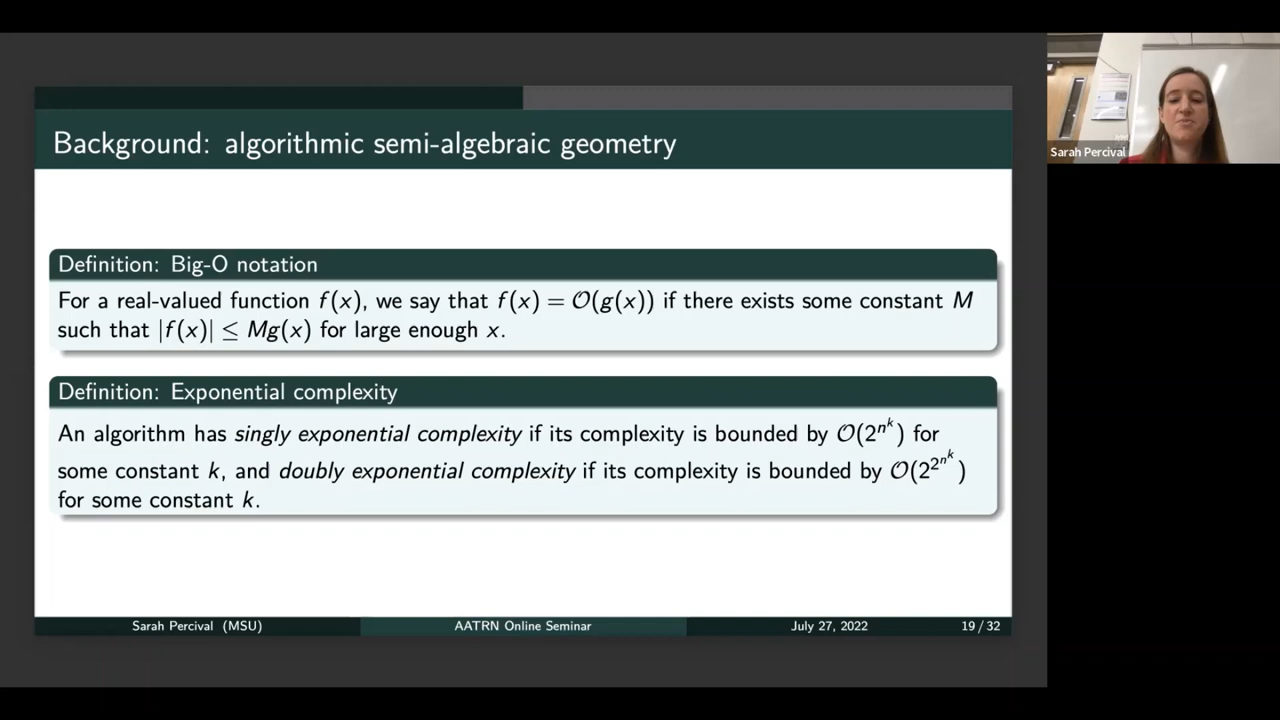 Background: algorithmic semi-algebraic geometry
Sarah Percival
Definition: Big-O notation
For a real-valued function f(x), we say that f(x) = 𝒪(g(x)) if there exists some constant M
such that |f(x)| ≤ Mg(x) for large enough x.
Definition: Exponential complexity
An algorithm has singly exponential complexity if its complexity is bounded by 𝒪(2^{n^k}) for
some constant k, and doubly exponential complexity if its complexity is bounded by 𝒪(2^{2^{n^k}})
for some constant k.
Sarah Percival (MSU) AATRN Online Seminar July 27, 2022 19 / 32